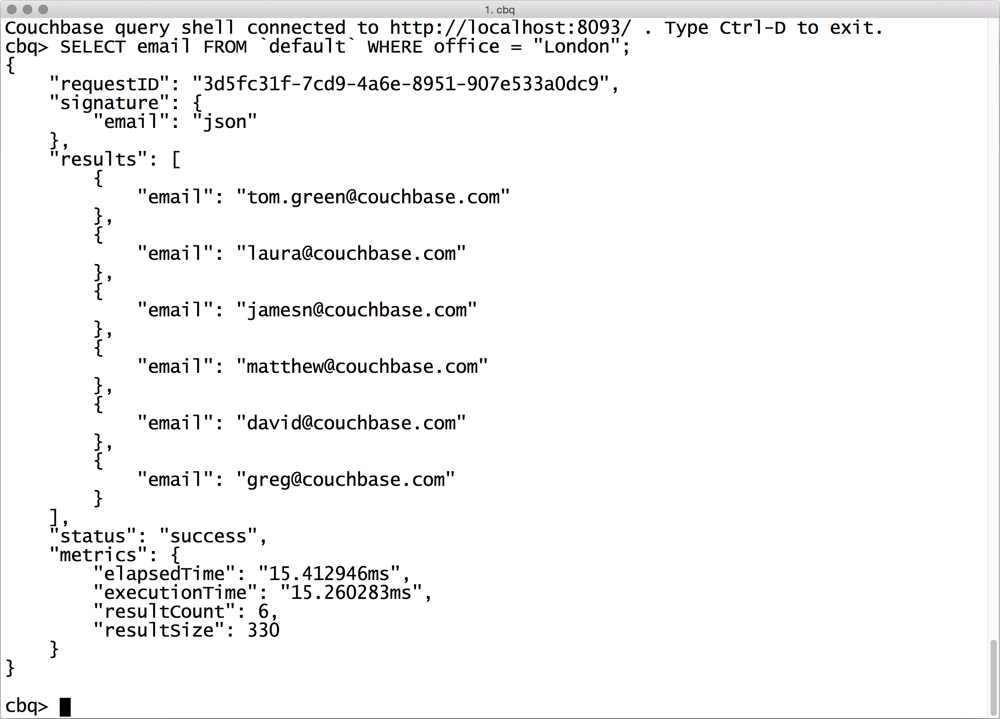 1. cbq
Couchbase query shell connected to http://localhost:8093/ . Type Ctrl-D to exit.
cbq> SELECT email FROM `default` WHERE office = "London";
{
    "requestID": "3d5fc31f-7cd9-4a6e-8951-907e533a0dc9",
    "signature": {
        "email": "json"
    },
    "results": [
        {
            "email": "tom.green@couchbase.com"
        },
        {
            "email": "laura@couchbase.com"
        },
        {
            "email": "jamesn@couchbase.com"
        },
        {
            "email": "matthew@couchbase.com"
        },
        {
            "email": "david@couchbase.com"
        },
        {
            "email": "greg@couchbase.com"
        }
    ],
    "status": "success",
    "metrics": {
        "elapsedTime": "15.412946ms",
        "executionTime": "15.260283ms",
        "resultCount": 6,
        "resultSize": 330
    }
}
cbq>